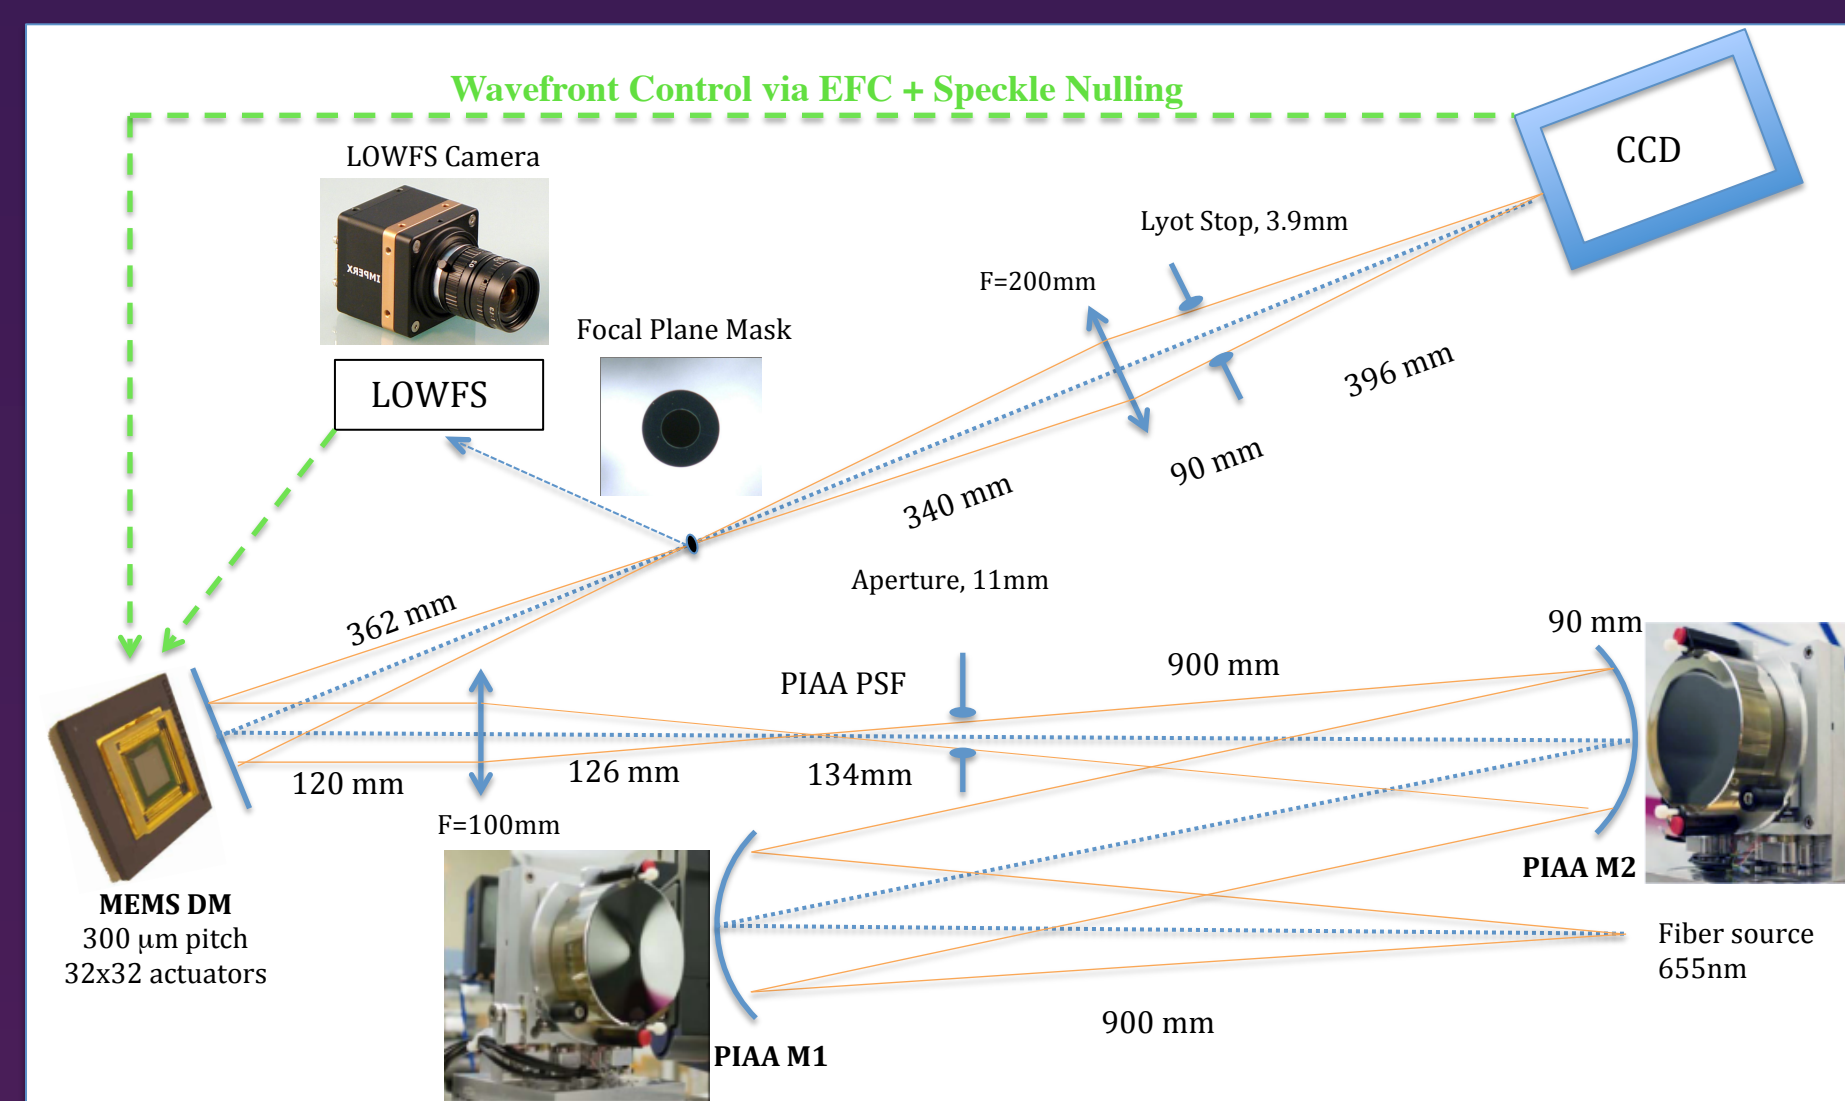 Wavefront Control via EFC + Speckle Nulling
CCD
LOWFS Camera
IMPERX
Lyot Stop, 3.9mm
F=200mm
Focal Plane Mask
LOWFS
396 mm
90 mm
340 mm
Aperture, 11mm
362 mm
90 mm
900 mm
PIAA PSF
120 mm
126 mm
134mm
F=100mm
PIAA M2
MEMS DM
300 μm pitch
32x32 actuators
Fiber source
655nm
900 mm
PIAA M1